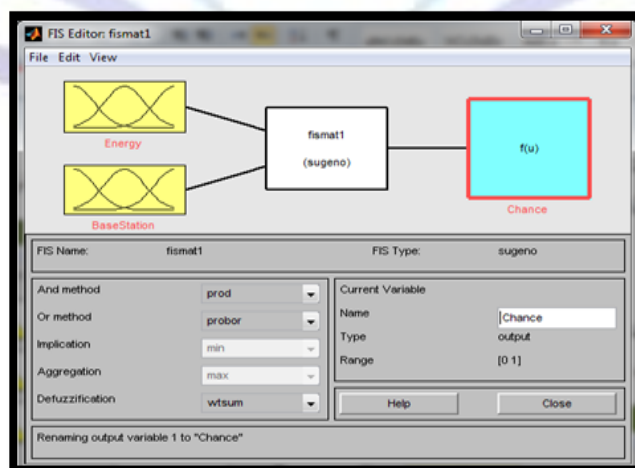 FIS Editor: fismat1
File Edit View
Energy
BaseStation
fismat1
(sugeno)
f(u)
Chance
FIS Name: fismat1 FIS Type: sugeno
And method prod
Or method probor
Implication min
Aggregation max
Defuzzification wtsum
Current Variable
Name Chance
Type output
Range [0 1]
Help Close
Renaming output variable 1 to "Chance"